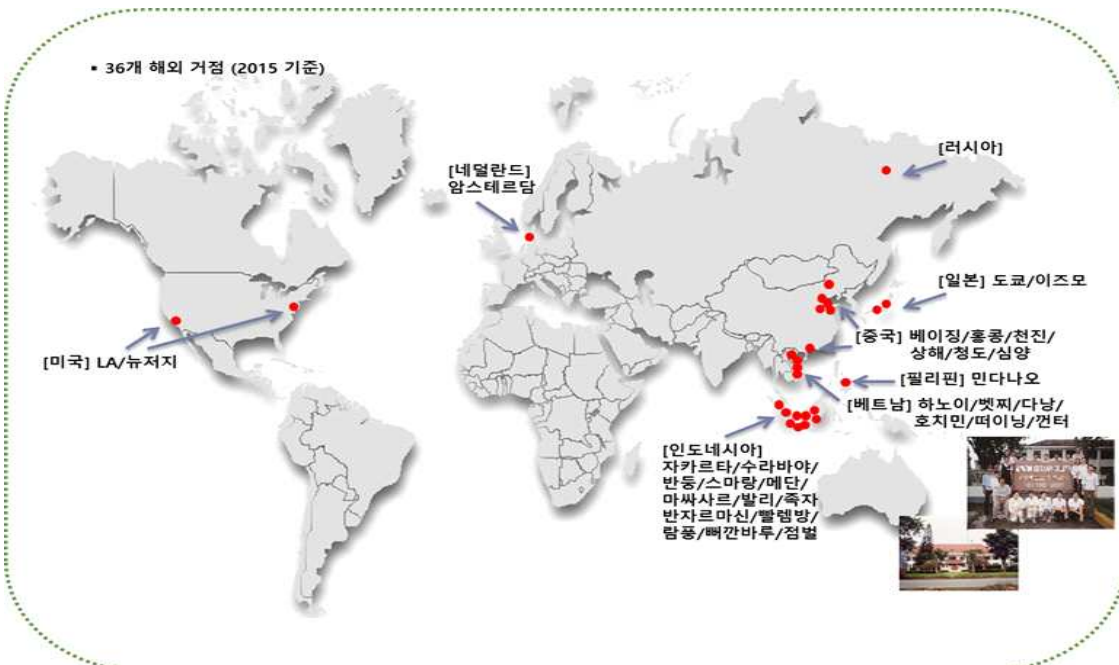 ▪ 36개 해외 거점 (2015 기준)
[러시아]
[네덜란드]
암스테르담
[일본] 도쿄/이즈모
[미국] LA/뉴저지
[중국] 베이징/홍콩/천진/
상해/청도/심양
[필리핀] 민다나오
[베트남] 하노이/벳찌/다낭/
호치민/떠이닝/껀터
[인도네시아]
자카르타/수라바야/
반둥/스마랑/메단/
마싸사르/발리/족자
반자르마신/빨렘방/
람풍/뻐깐바루/점벌